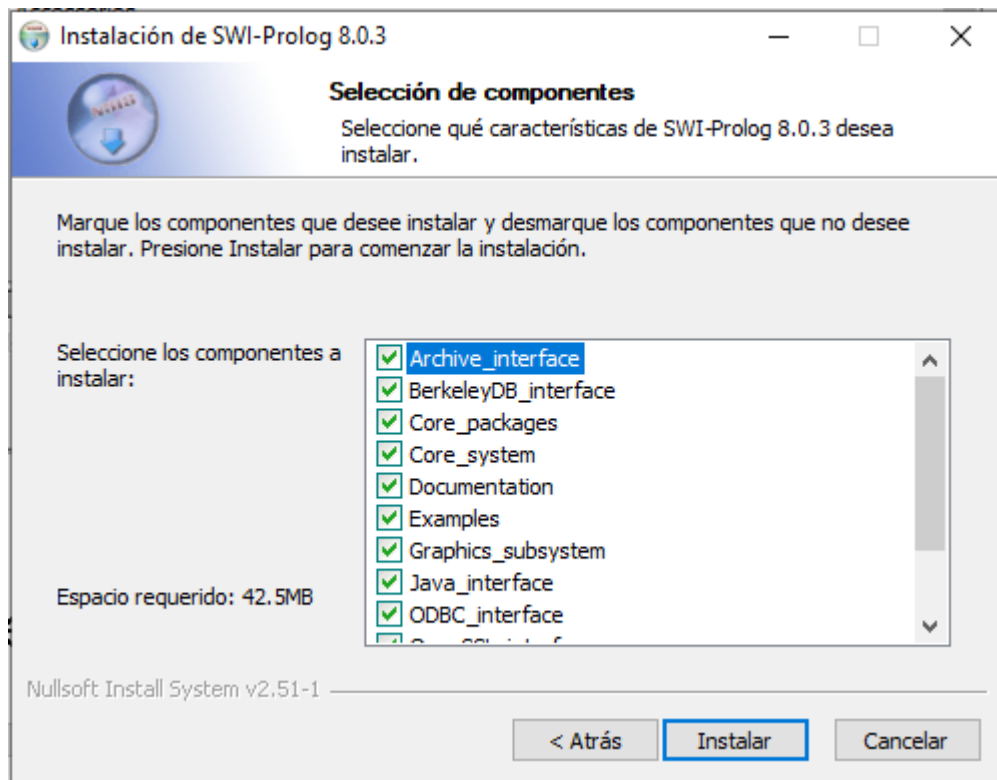 Instalación de SWI-Prolog 8.0.3
Selección de componentes
Seleccione qué características de SWI-Prolog 8.0.3 desea
instalar.
Marque los componentes que desee instalar y desmarque los componentes que no desee
instalar. Presione Instalar para comenzar la instalación.
Seleccione los componentes a
instalar:
Archive_interface
BerkeleyDB_interface
Core_packages
Core_system
Documentation
Examples
Graphics_subsystem
Java_interface
ODBC_interface
Espacio requerido: 42.5MB
Nullsoft Install System v2.51-1
< Atrás
Instalar
Cancelar